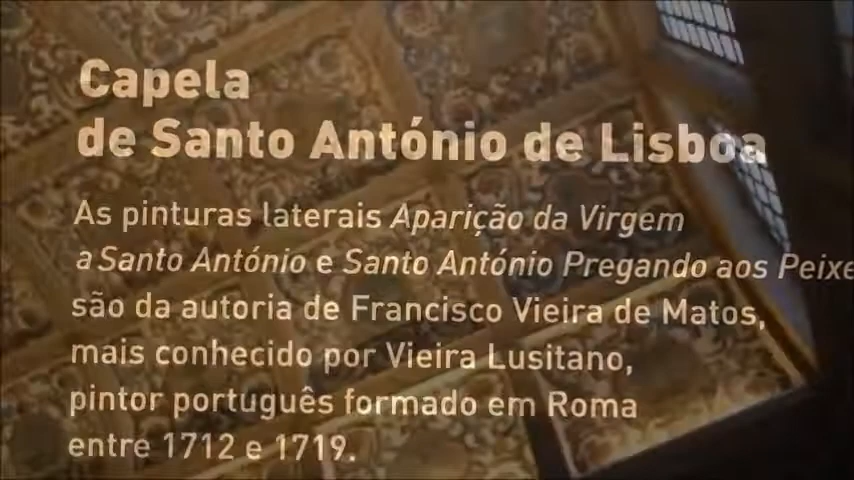 Capela
de Santo António de Lisboa
As pinturas laterais Aparição da Virgem
a Santo António e Santo António Pregando aos Peixe
são da autoria de Francisco Vieira de Matos,
mais conhecido por Vieira Lusitano,
pintor português formado em Roma
entre 1712 e 1719.